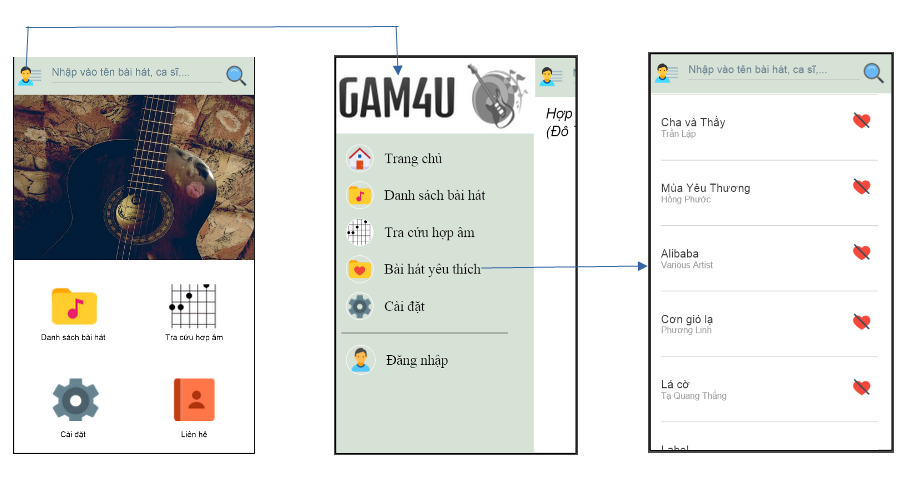 Nhập vào tên bài hát, ca sĩ,...
Danh sách bài hát
Tra cứu hợp âm
Cài đặt
Liên hệ
GAM4U
Trang chủ
Danh sách bài hát
Tra cứu hợp âm
Bài hát yêu thích
Cài đặt
Đăng nhập
Hợp
(Đô
Nhập vào tên bài hát, ca sĩ,...
Cha và Thầy
Trần Lập
Mùa Yêu Thương
Hồng Phước
Alibaba
Various Artist
Cơn gió lạ
Phương Linh
Lá cờ
Tạ Quang Thắng
Label